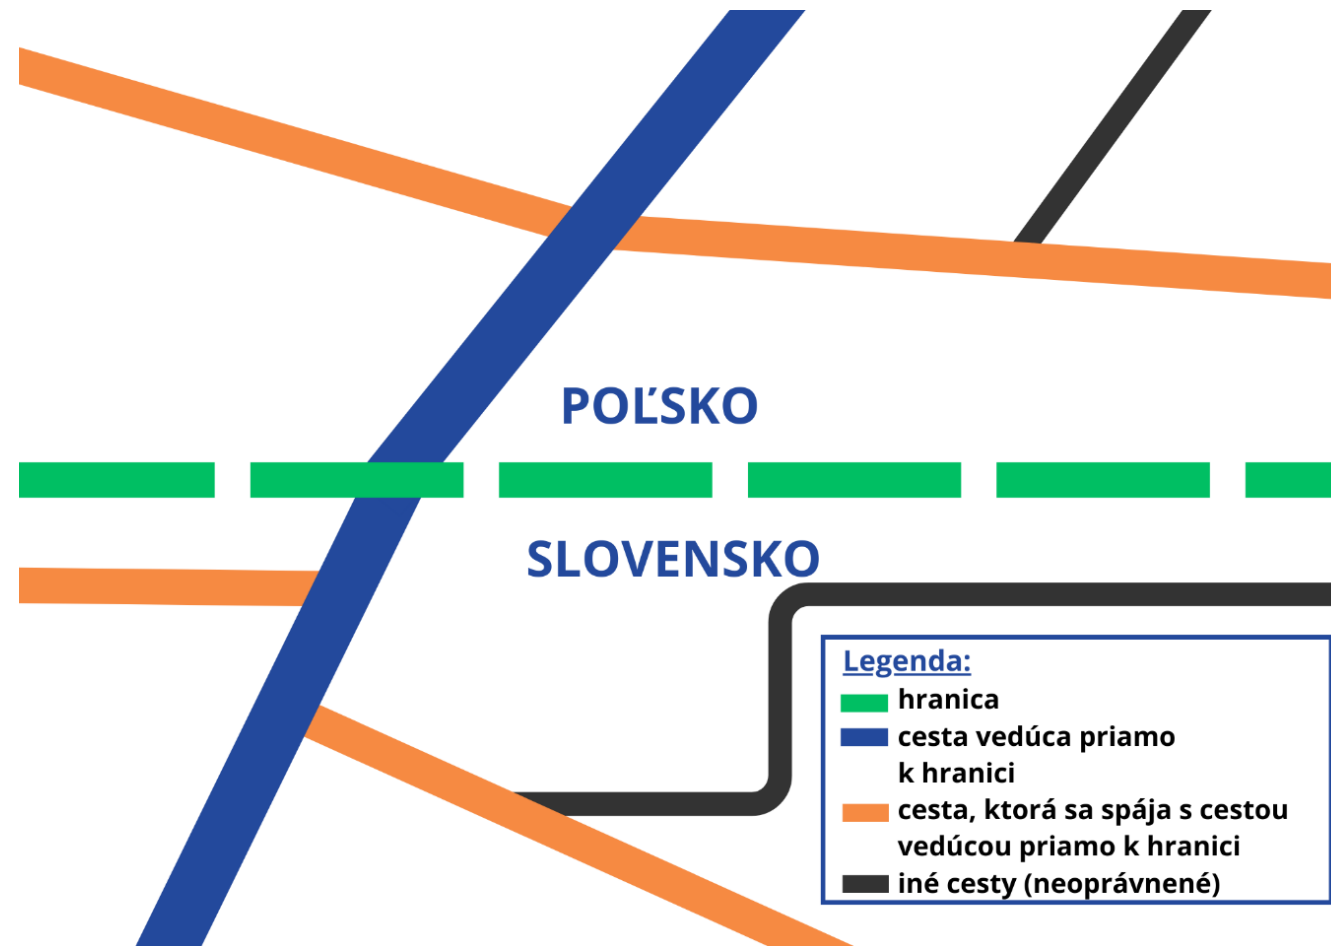 POĽSKO
SLOVENSKO
Legenda:
hranica
cesta vedúca priamo
k hranici
cesta, ktorá sa spája s cestou
vedúcou priamo k hranici
iné cesty (neoprávnené)